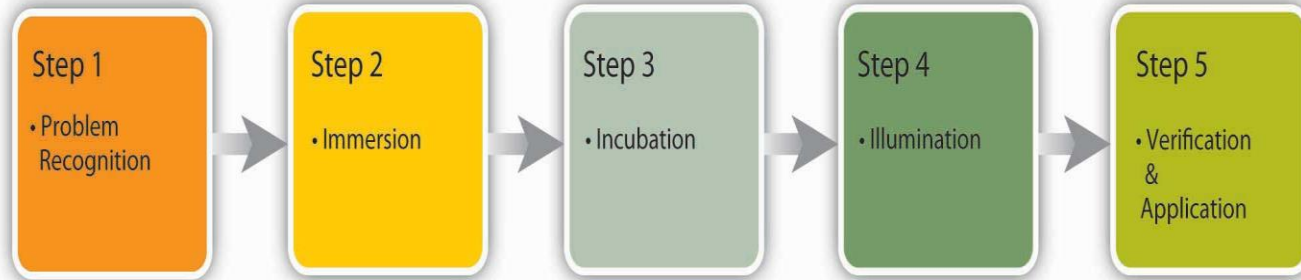 Step 1
• Problem
Recognition
Step 2
• Immersion
Step 3
• Incubation
Step 4
• Illumination
Step 5
• Verification
&
Application